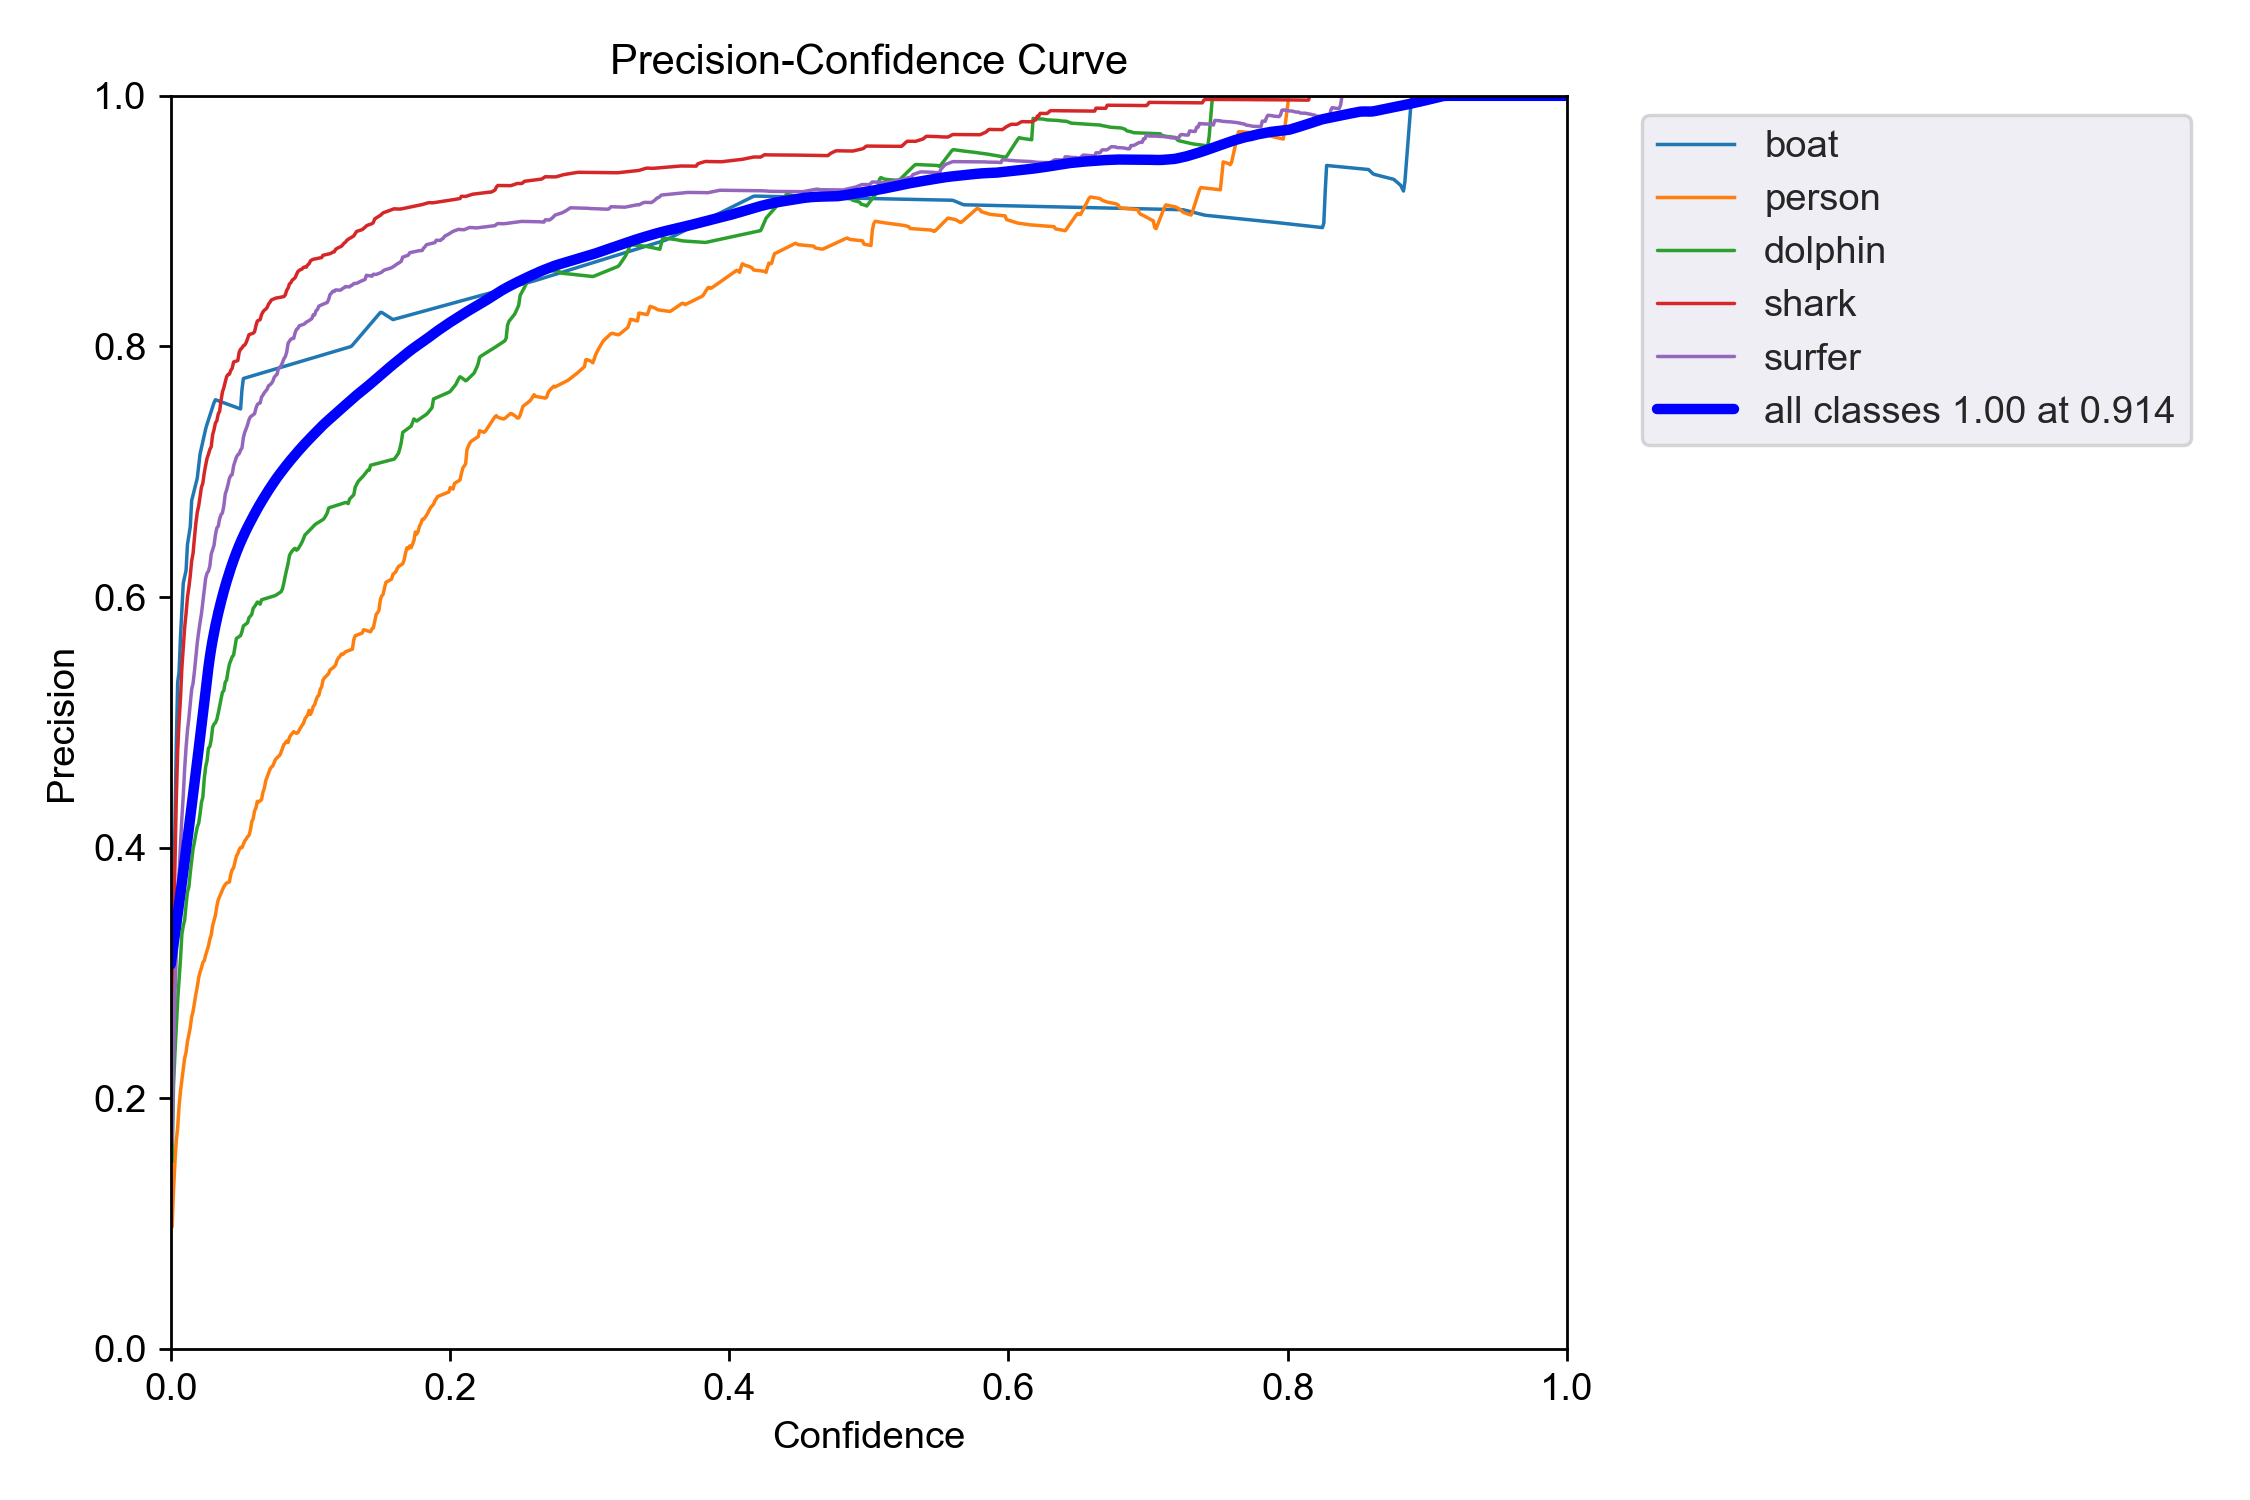 Precision-Confidence Curve
1.0
0.8
0.6
0.4
0.2
0.0
Precision
0.0 0.2 0.4 0.6 0.8 1.0
Confidence
boat
person
dolphin
shark
surfer
all classes 1.00 at 0.914